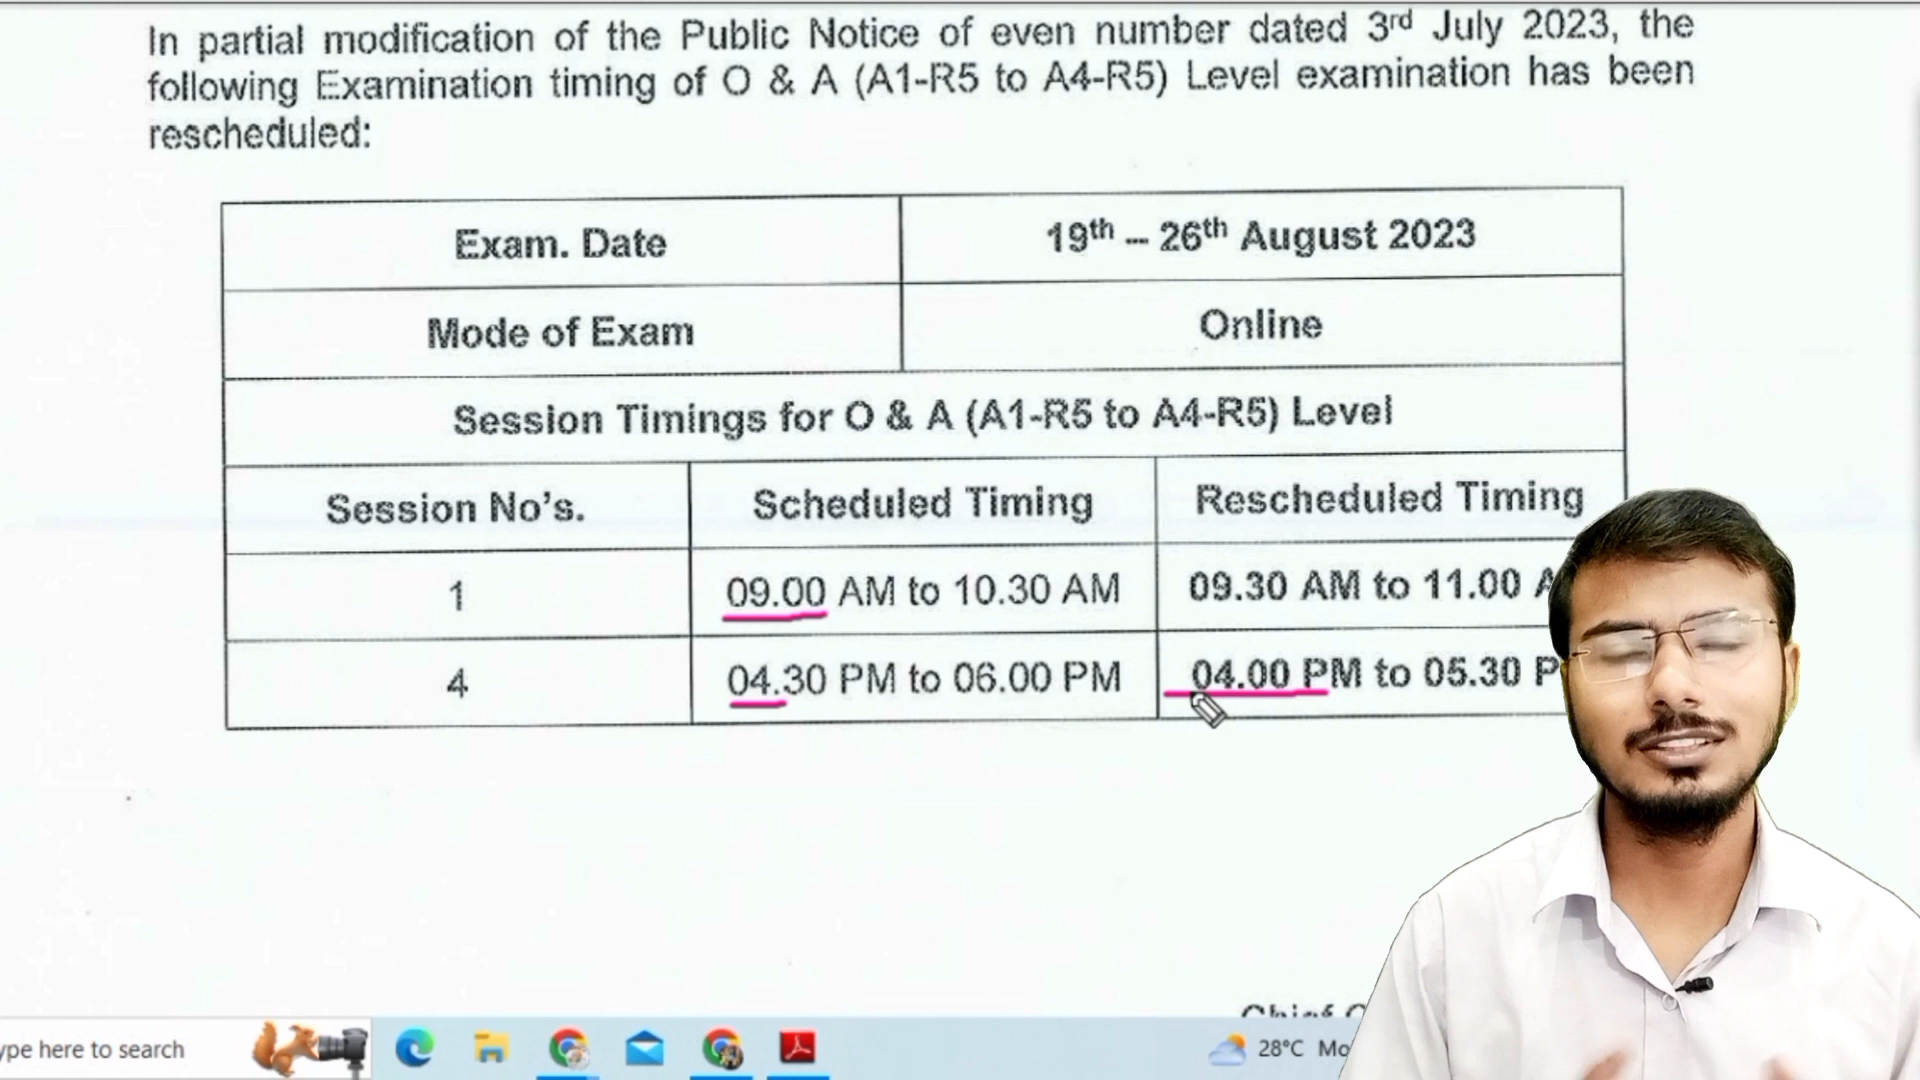 In partial modification of the Public Notice of even number dated 3rd July 2023, the
following Examination timing of O & A (A1-R5 to A4-R5) Level examination has been
rescheduled:
Exam. Date 19th – 26th August 2023
Mode of Exam Online
Session Timings for O & A (A1-R5 to A4-R5) Level
Session No's. Scheduled Timing Rescheduled Timing
1 09.00 AM to 10.30 AM 09.30 AM to 11.00 A
4 04.30 PM to 06.00 PM 04.00 PM to 05.30 P
ype here to search 28°C Mo